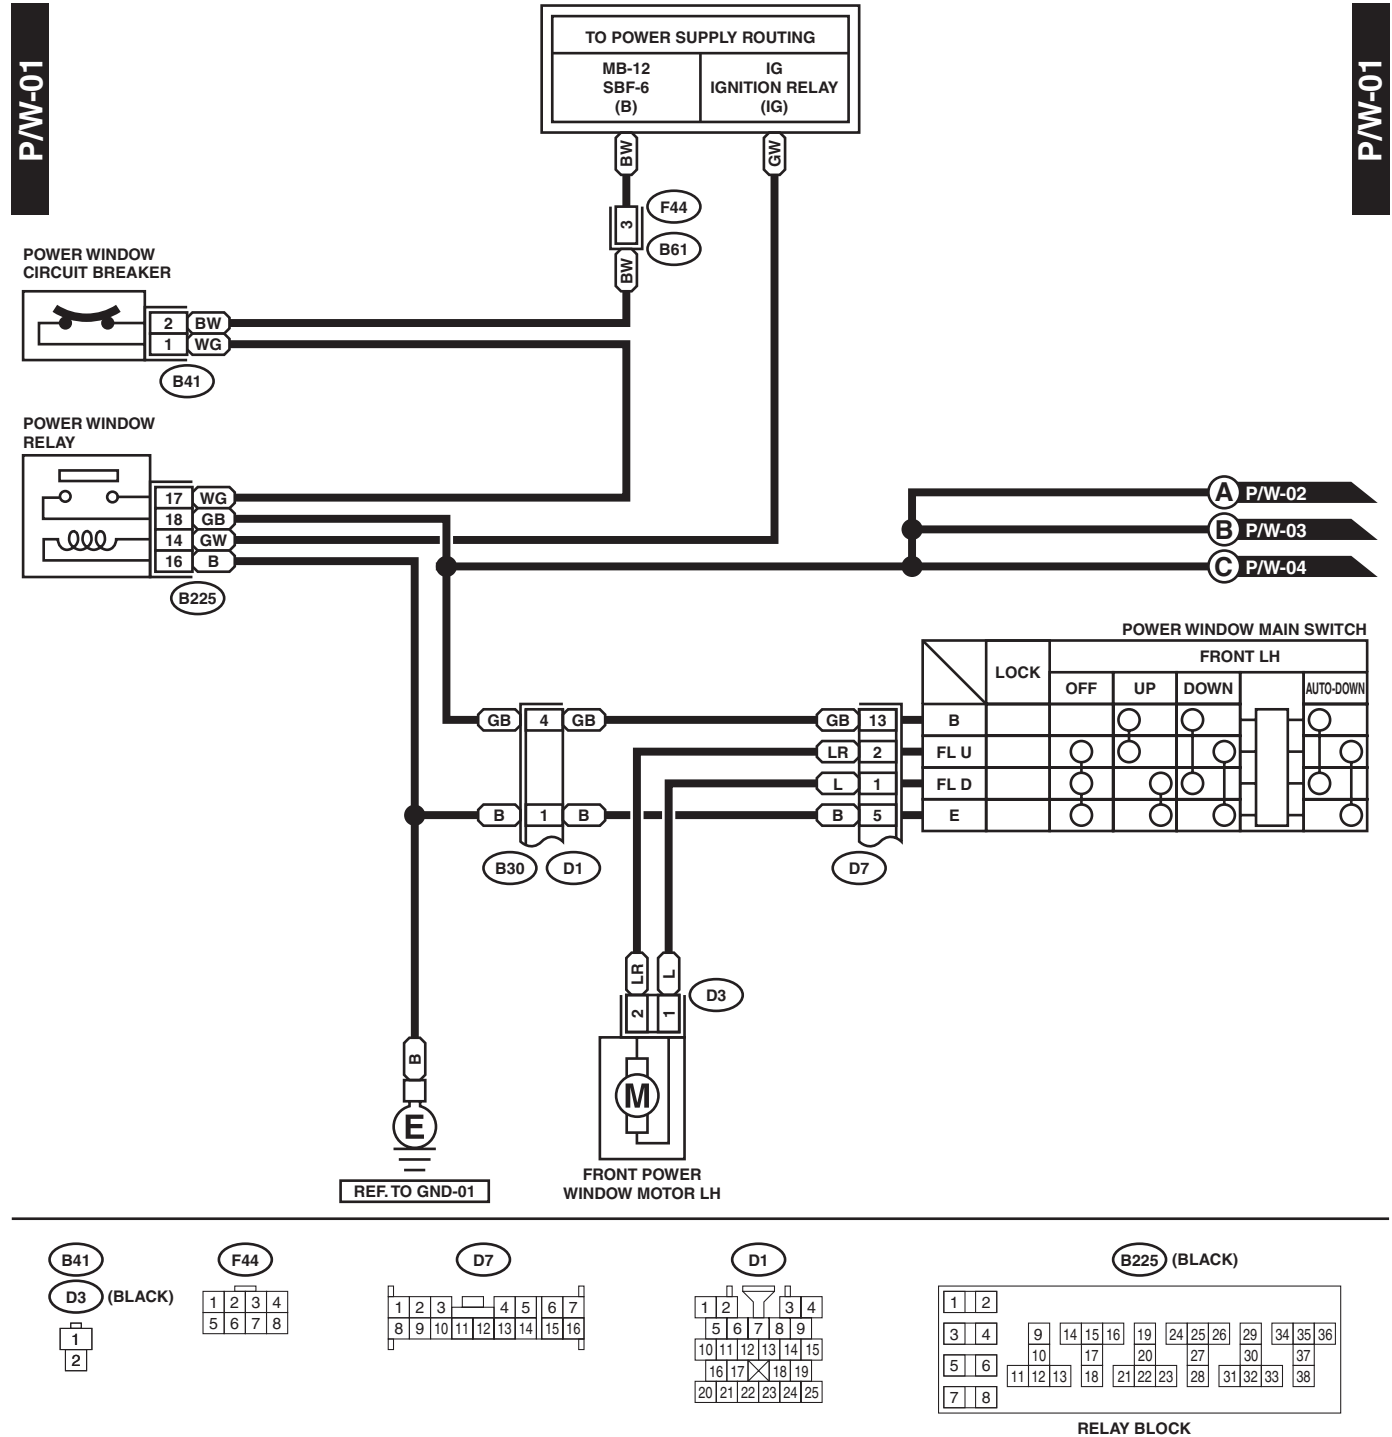 P/W-01
P/W-01
TO POWER SUPPLY ROUTING
MB-12
SBF-6
(B)
IG
IGNITION RELAY
(IG)
BW
GW
3
F44
B61
BW
POWER WINDOW
CIRCUIT BREAKER
2 BW
1 WG
B41
POWER WINDOW
RELAY
17 WG
18 GB
14 GW
16 B
B225
A P/W-02
B P/W-03
C P/W-04
POWER WINDOW MAIN SWITCH
LOCK
FRONT LH
OFF UP DOWN AUTO-DOWN
GB 4 GB GB 13 B
LR 2 FL U
L 1 FL D
B 1 B B 5 E
B30 D1 D7
LR L
2 1
D3
B
M
E
REF. TO GND-01
FRONT POWER
WINDOW MOTOR LH
B41
D3 (BLACK)
1
2
F44
1 2 3 4
5 6 7 8
D7
1 2 3 4 5 6 7
8 9 10 11 12 13 14 15 16
D1
1 2 3 4
5 6 7 8 9
10 11 12 13 14 15
16 17 18 19
20 21 22 23 24 25
B225 (BLACK)
1 2
3 4 9 14 15 16 19 24 25 26 29 34 35 36
5 6 10 17 20 27 30 37
11 12 13 18 21 22 23 28 31 32 33 38
7 8
RELAY BLOCK